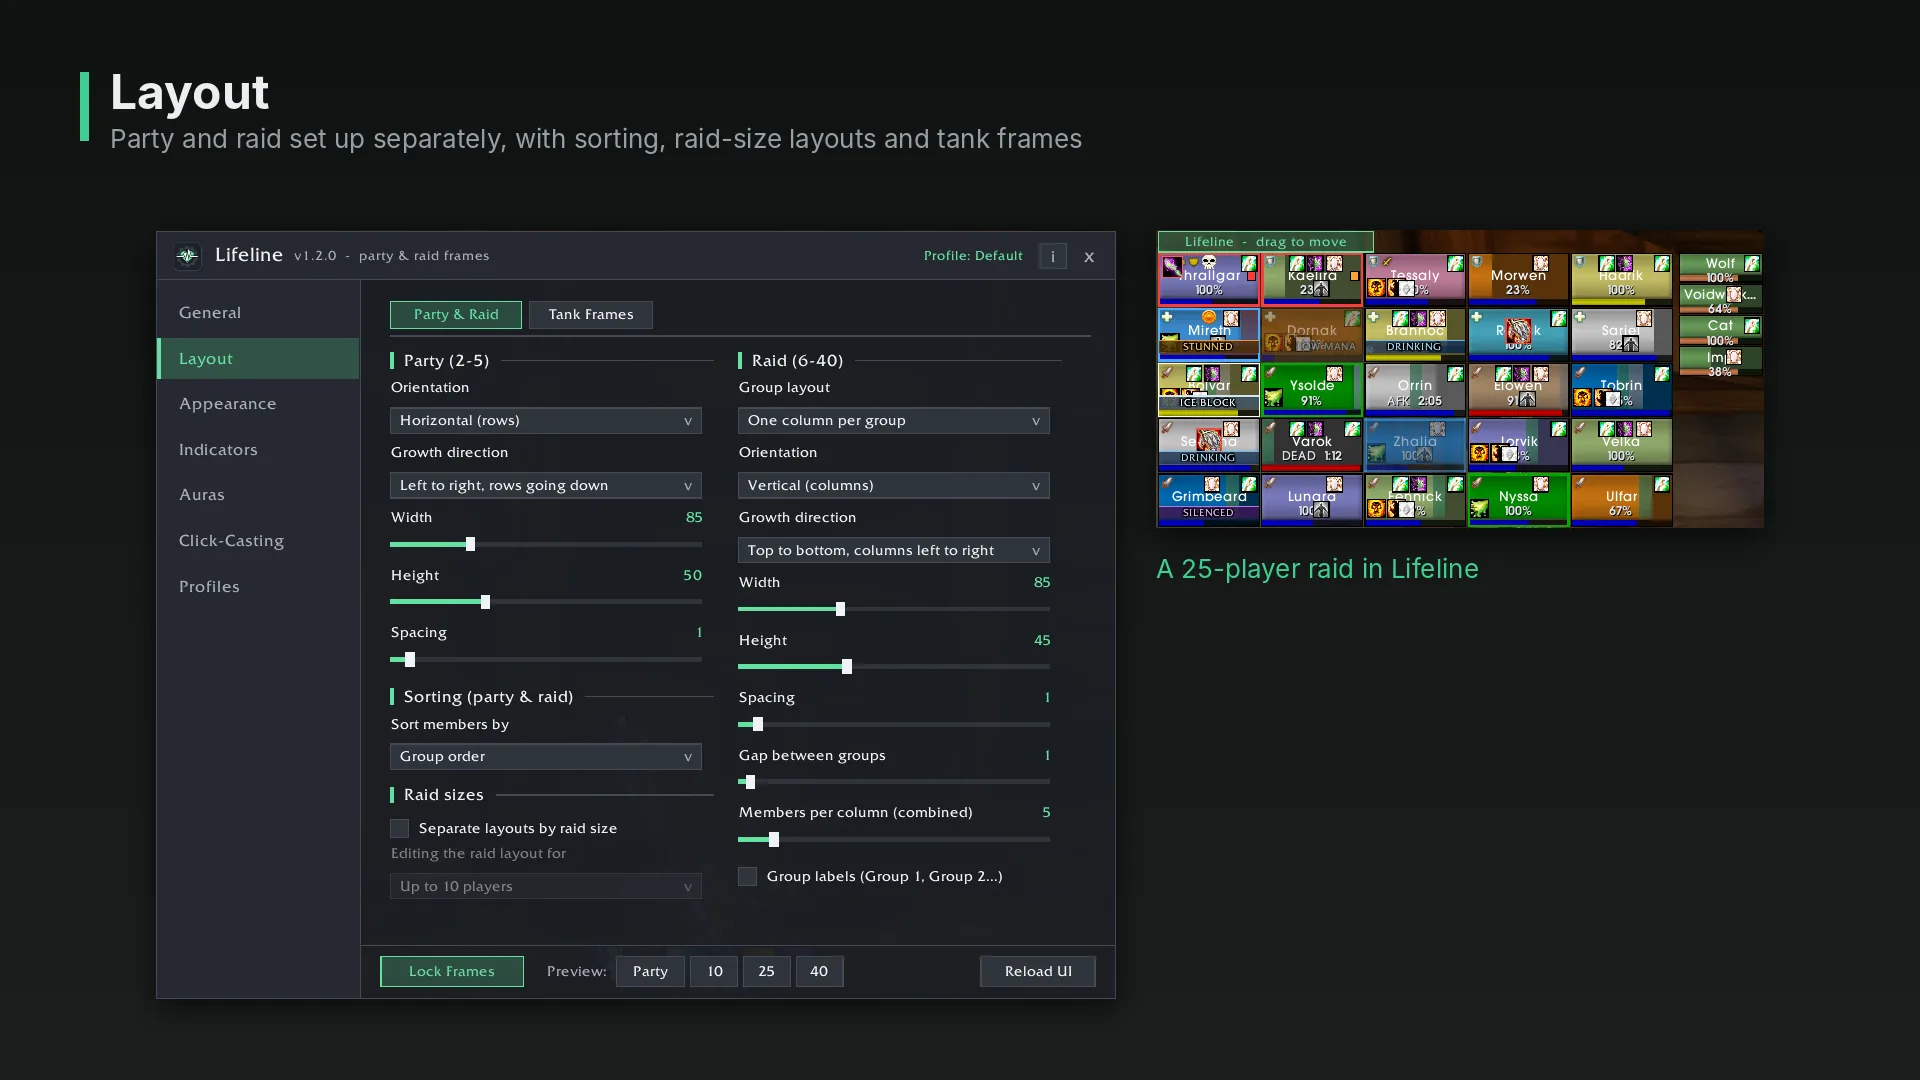 Layout
Party and raid set up separately, with sorting, raid-size layouts and tank frames
Lifeline v1.2.0 - party & raid frames
Profile: Default
i
x
General
Layout
Appearance
Indicators
Auras
Click-Casting
Profiles
Party & Raid
Tank Frames
Party (2-5)
Orientation
Horizontal (rows) v
Growth direction
Left to right, rows going down v
Width 85
Height 50
Spacing 1
Sorting (party & raid)
Sort members by
Group order v
Raid sizes
Separate layouts by raid size
Editing the raid layout for
Up to 10 players v
Raid (6-40)
Group layout
One column per group v
Orientation
Vertical (columns) v
Growth direction
Top to bottom, columns left to right v
Width 85
Height 45
Spacing 1
Gap between groups 1
Members per column (combined) 5
Group labels (Group 1, Group 2...)
Lock Frames
Preview:
Party
10
25
40
Reload UI
Lifeline - drag to move
Kaelira Tessaly Morwen
100% 23% 100%
Mireth Dornak Brannoc
STUNNED DRINKING
Ysolde Orrin Elowen Tobrin
ICE BLOCK 91% AFK 2:05
Varok Zhalia Velka
DRINKING DEAD 1:12 100%
Grimbeard Lunara Nyssa Ulfar
SILENCED 100% 67%
Wolf
100%
64%
Cat
100%
38%
A 25-player raid in Lifeline